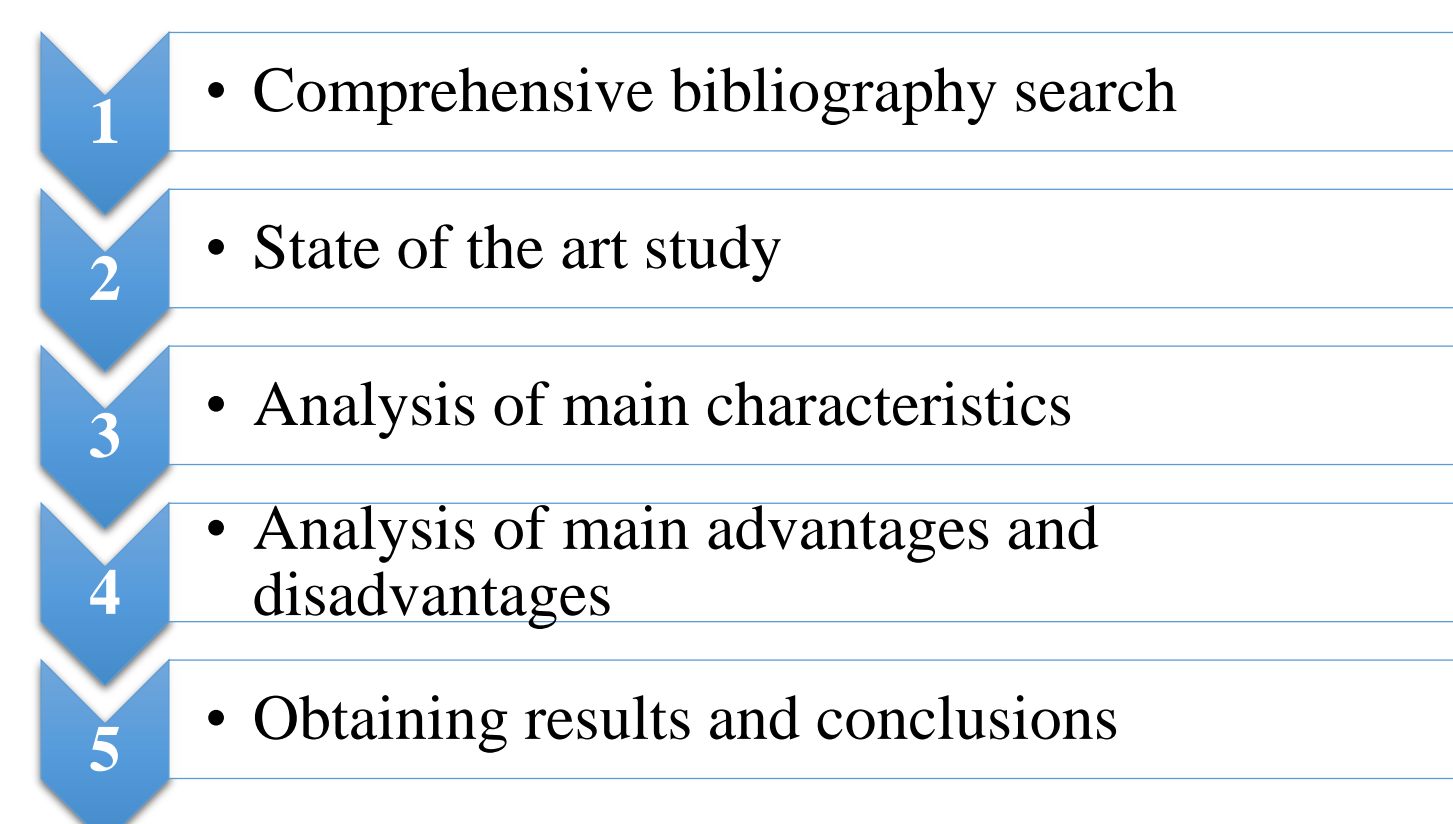 1
• Comprehensive bibliography search
2
• State of the art study
3
• Analysis of main characteristics
4
• Analysis of main advantages and
disadvantages
5
• Obtaining results and conclusions